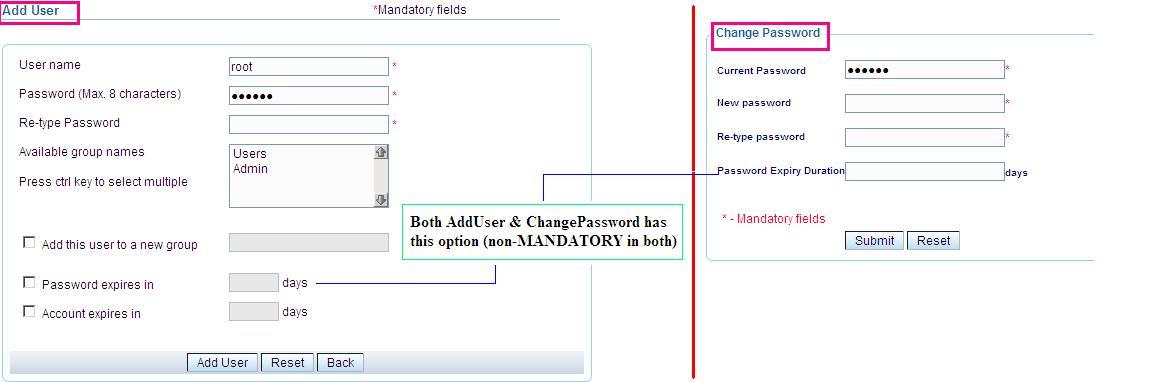 Add User
*Mandatory fields
User name
root
*
Password (Max. 8 characters)
*
Re-type Password
*
Available group names
Users
Admin
Press ctrl key to select multiple
Add this user to a new group
Password expires in
days
Account expires in
days
Add User
Reset
Back
Both AddUser & ChangePassword has
this option (non-MANDATORY in both)
Change Password
Current Password
*
New password
*
Re-type password
*
Password Expiry Duration
days
* - Mandatory fields
Submit
Reset